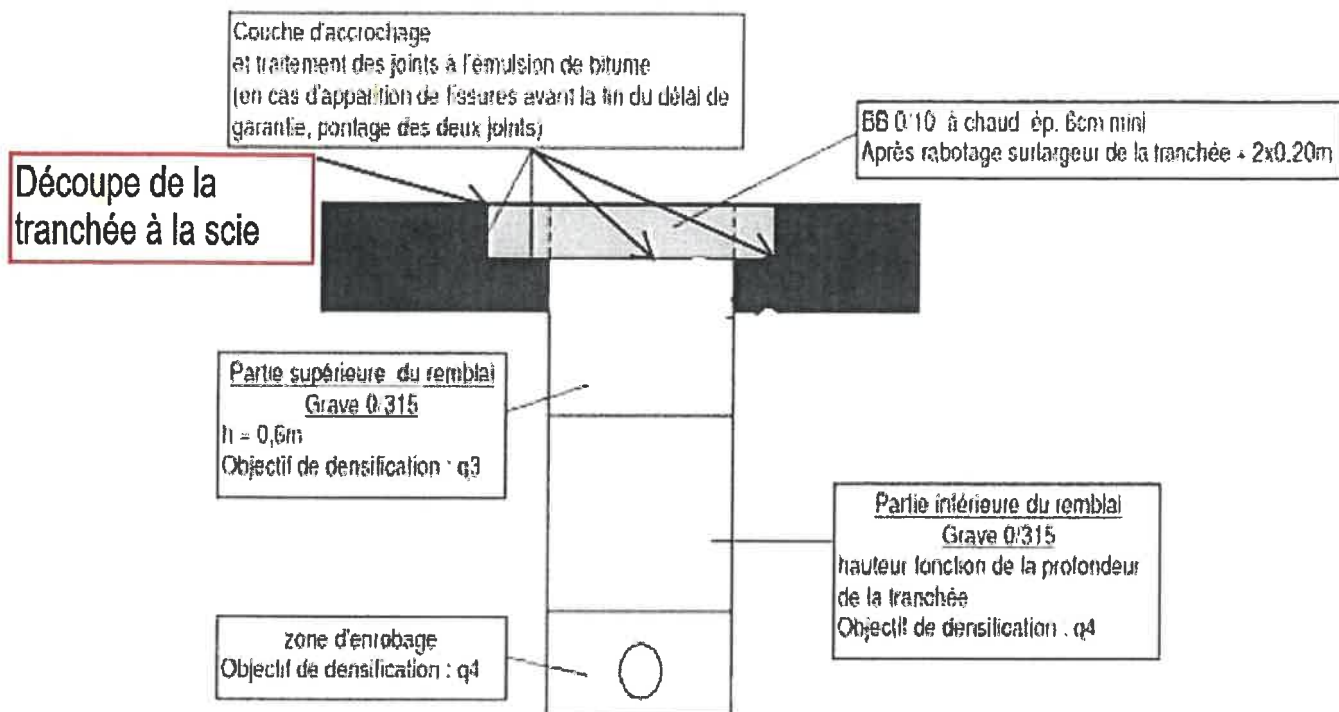 Couche d'accrochage
et traitement des joints à l'émulsion de bitume
(en cas d'apparition de fissures avant la fin du délai de
garantie, pontage des deux joints)
BB 0/10 à chaud ép. 6cm mini
Après rabotage surlargeur de la tranchée + 2x0.20m
Découpe de la
tranchée à la scie
Partie supérieure du remblai
Grave 0/315
h = 0,6m
Objectif de densification : q3
Partie inférieure du remblai
Grave 0/315
hauteur fonction de la profondeur
de la tranchée
Objectif de densification : q4
zone d'enrobage
Objectif de densification : q4